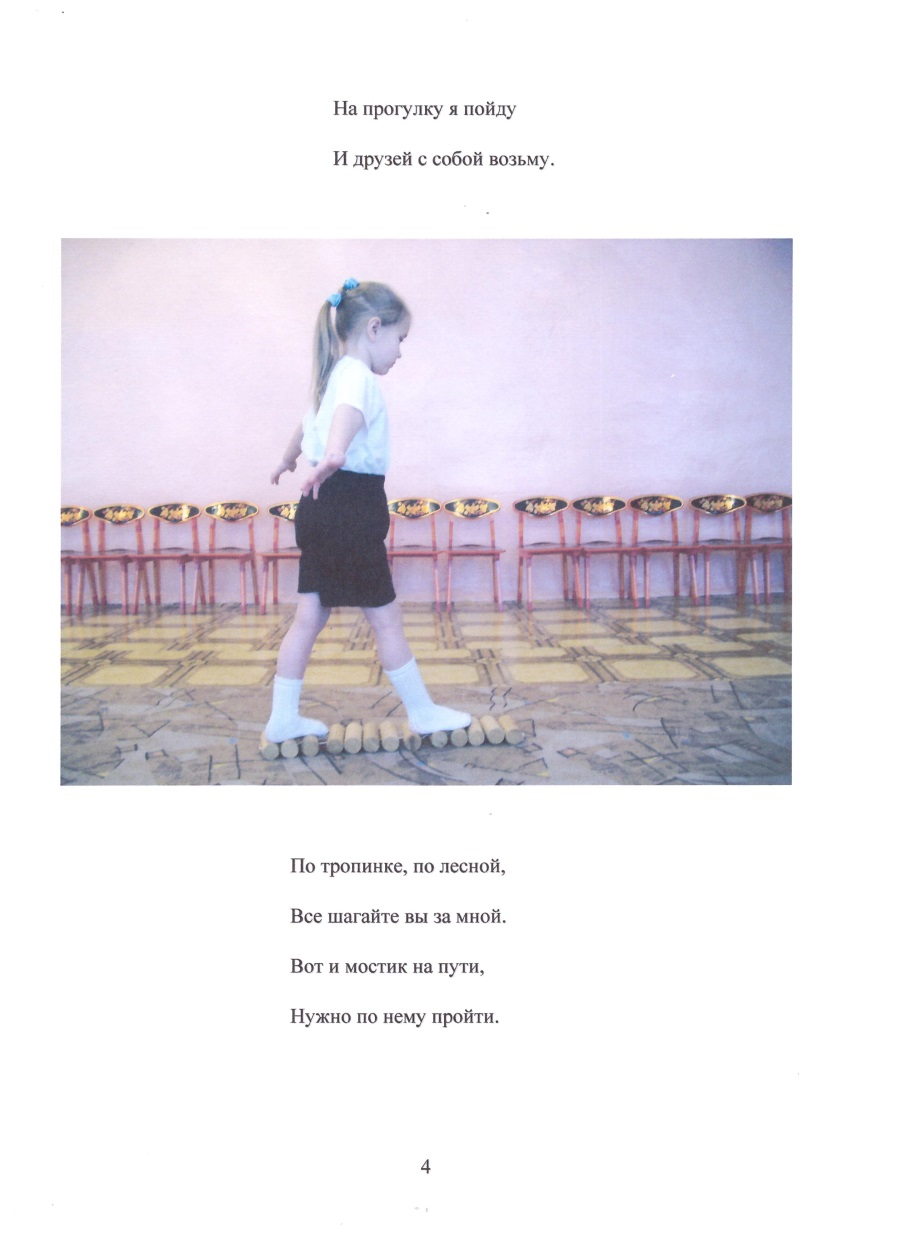 На прогулку я пойду
И друзей с собой возьму.
По тропинке, по лесной,
Все шагайте вы за мной.
Вот и мостик на пути,
Нужно по нему пройти.
4